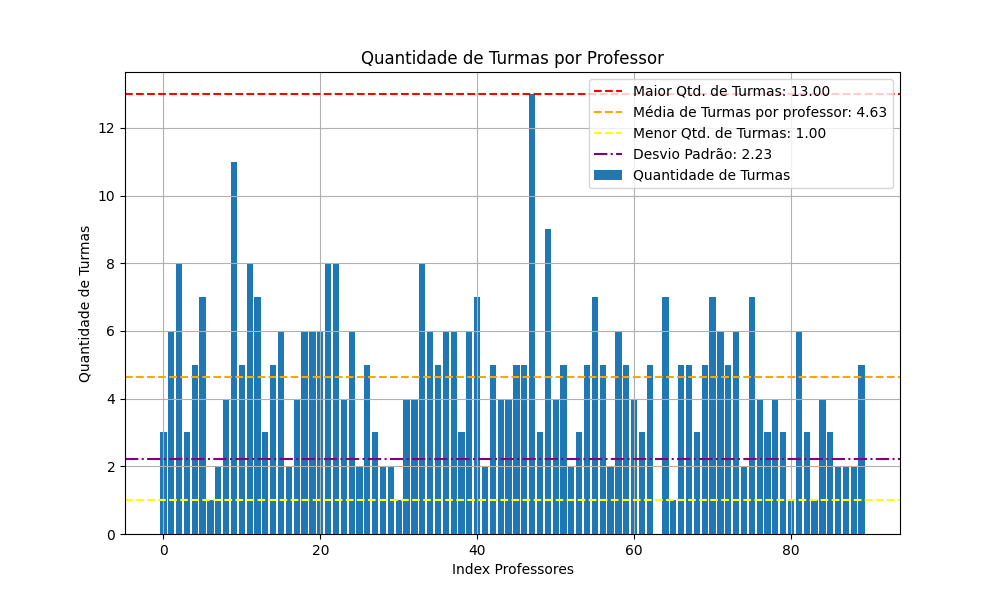 Quantidade de Turmas por Professor
Maior Qtd. de Turmas: 13.00
Média de Turmas por professor: 4.63
Menor Qtd. de Turmas: 1.00
Desvio Padrão: 2.23
Quantidade de Turmas
Quantidade de Turmas
12
10
8
6
4
2
0
0 20 40 60 80
Index Professores